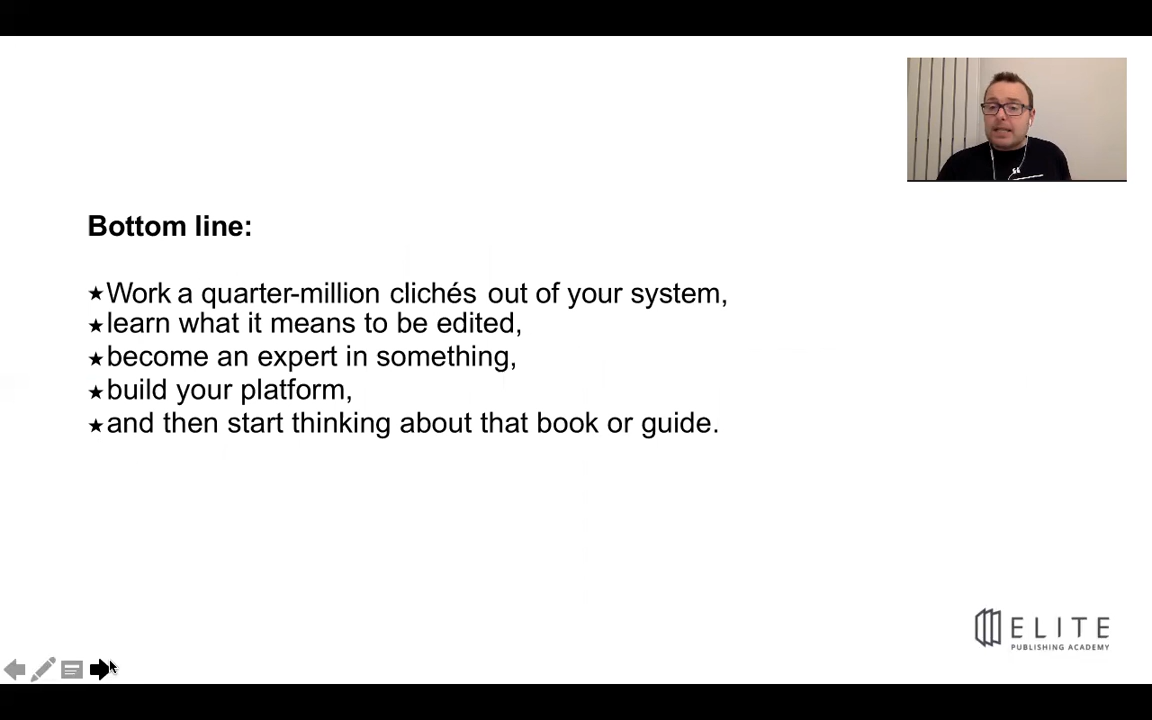 Bottom line:
★Work a quarter-million clichés out of your system,
★learn what it means to be edited,
★become an expert in something,
★build your platform,
★and then start thinking about that book or guide.
ELITE
PUBLISHING ACADEMY